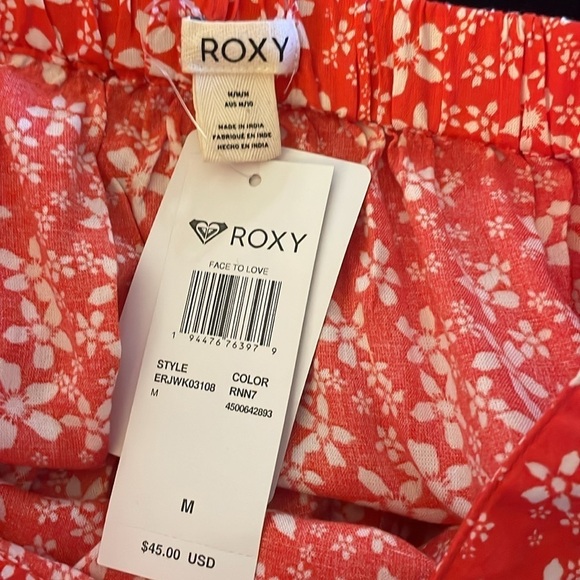 ROXY
M/M/M
AUS M/10
MADE IN INDIA
FABRIQUÉ EN INDE
HECHO EN INDIA
ROXY
FACE TO LOVE
1 94476 76397 9
STYLE
ERJWK03108
M
COLOR
RNN7
4500642893
M
$45.00 USD